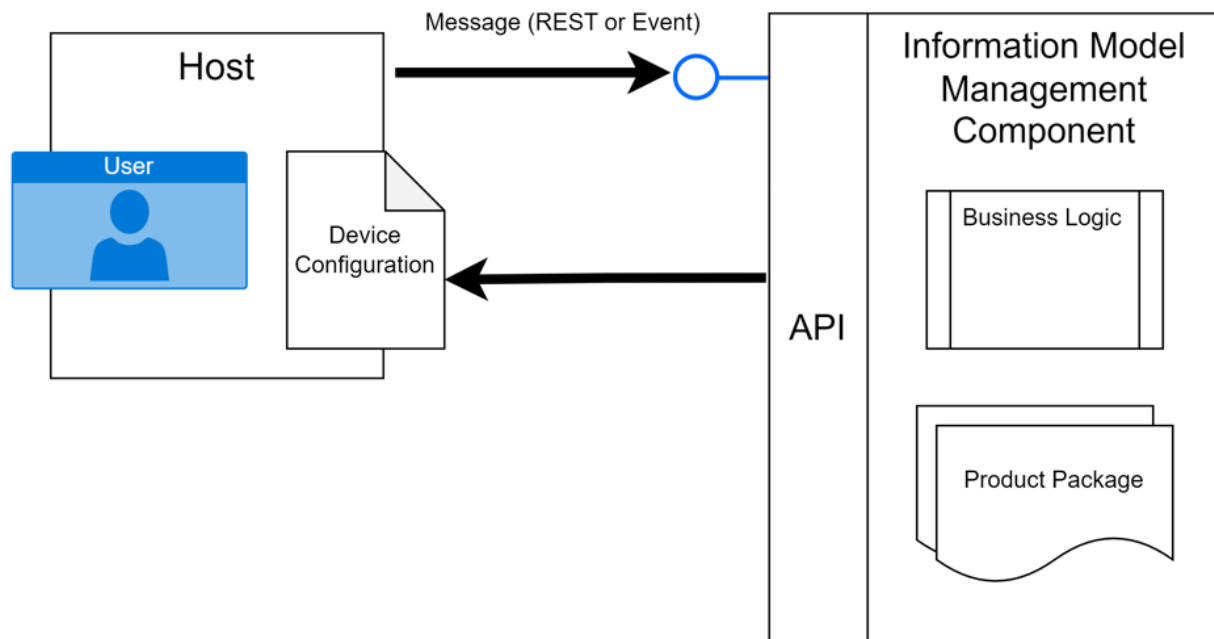 Message (REST or Event)
Host
User
Device
Configuration
API
Information Model
Management
Component
Business Logic
Product Package